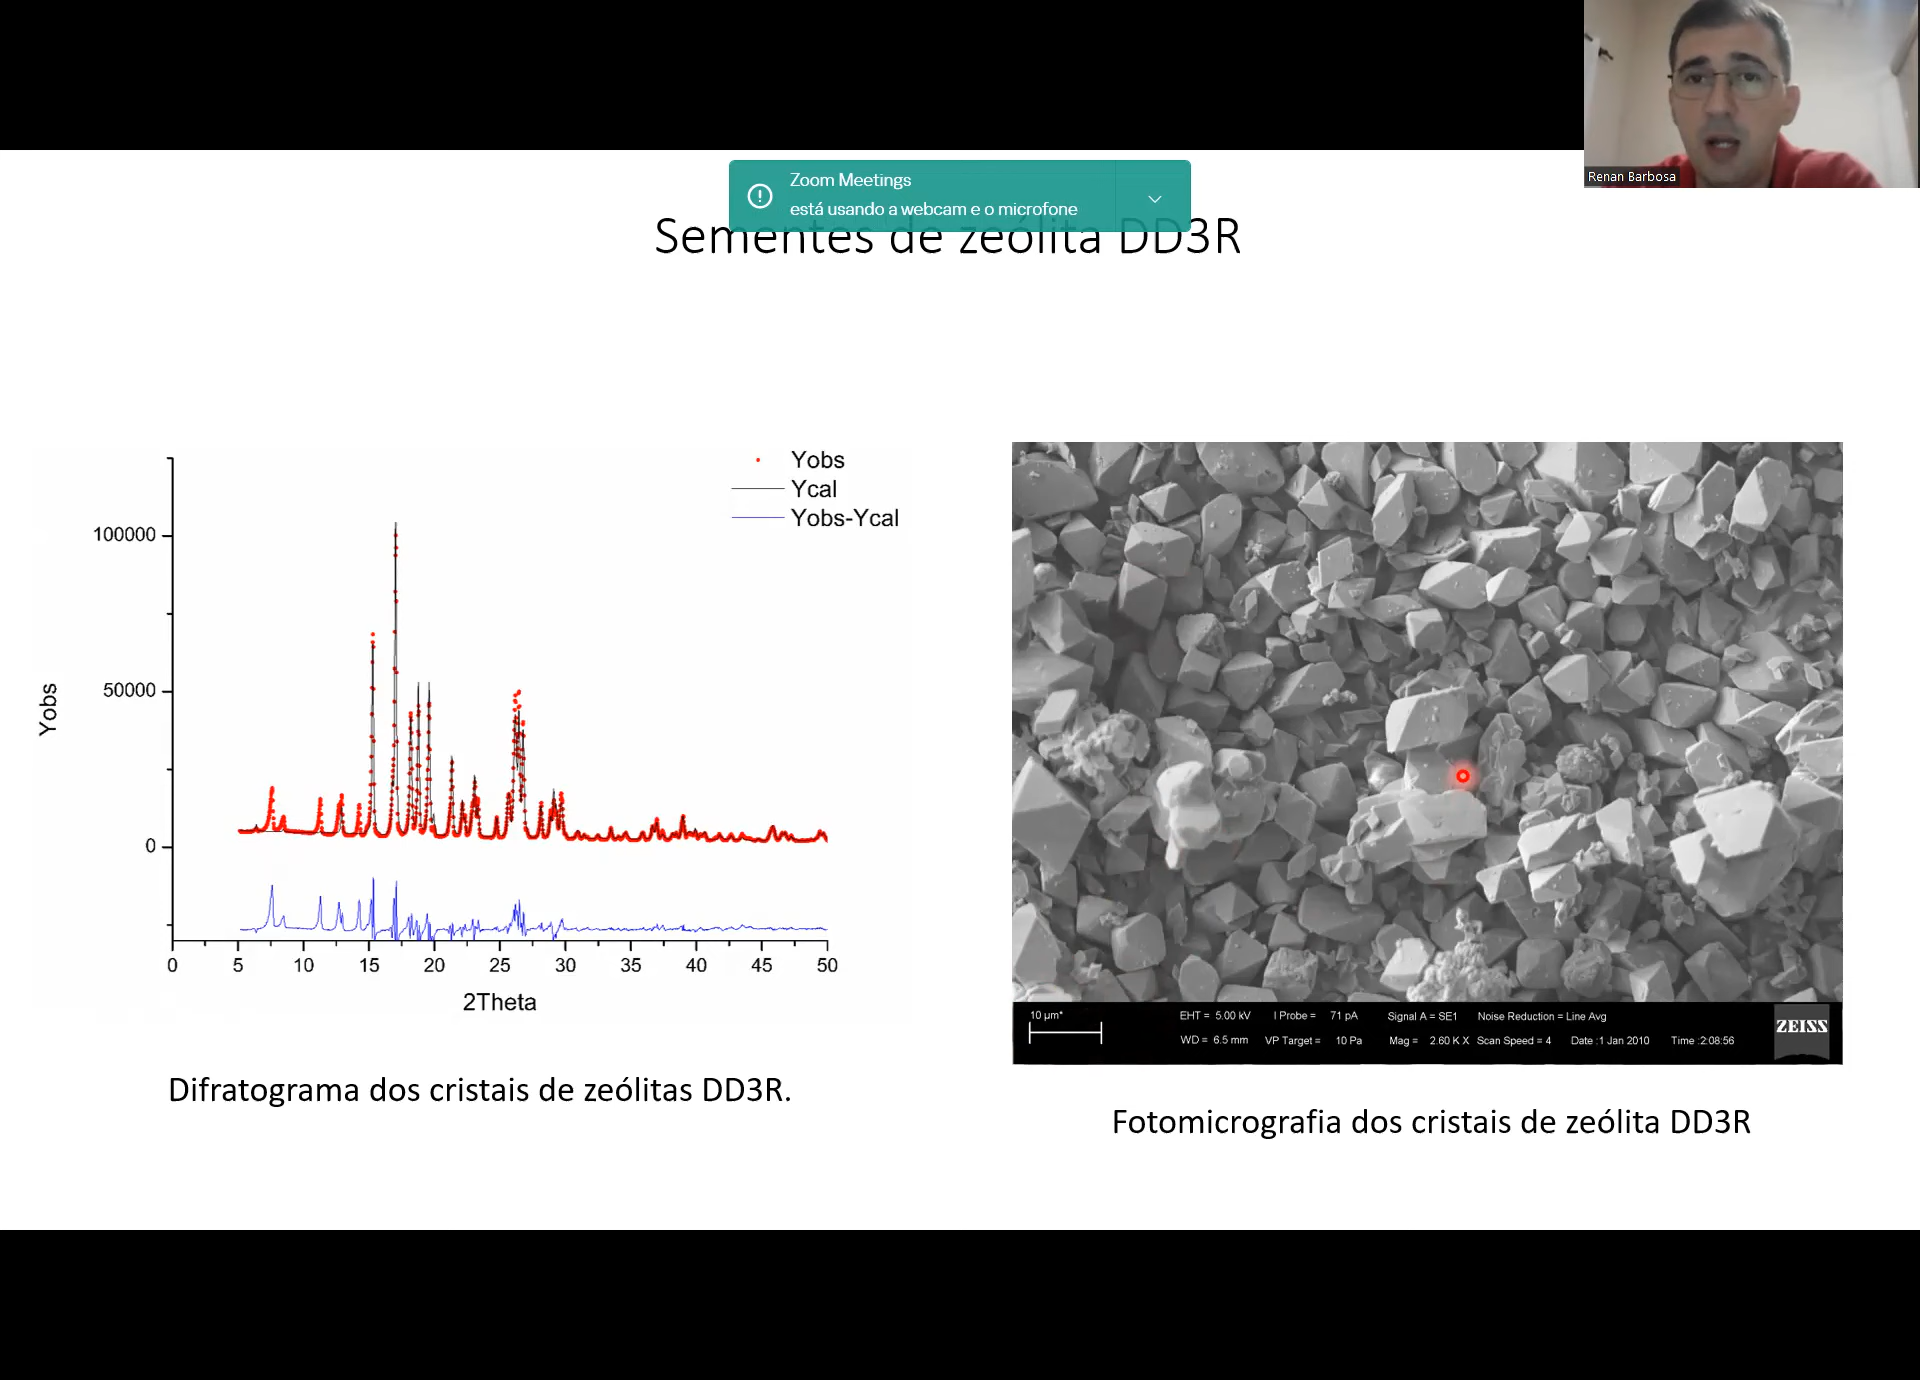 Renan Barbosa
Zoom Meetings
está usando a webcam e o microfone
Sementes de zeólita DD3R
Yobs
Ycal
Yobs-Ycal
100000
50000
0
Yobs
0 5 10 15 20 25 30 35 40 45 50
2Theta
Difratograma dos cristais de zeólitas DD3R.
10 µm*
EHT = 5.00 kV I Probe = 71 pA Signal A = SE1 Noise Reduction = Line Avg
WD = 6.5 mm VP Target = 10 Pa Mag = 2.60 K X Scan Speed = 4 Date :1 Jan 2010 Time :2:08:56
ZEISS
Fotomicrografia dos cristais de zeólita DD3R